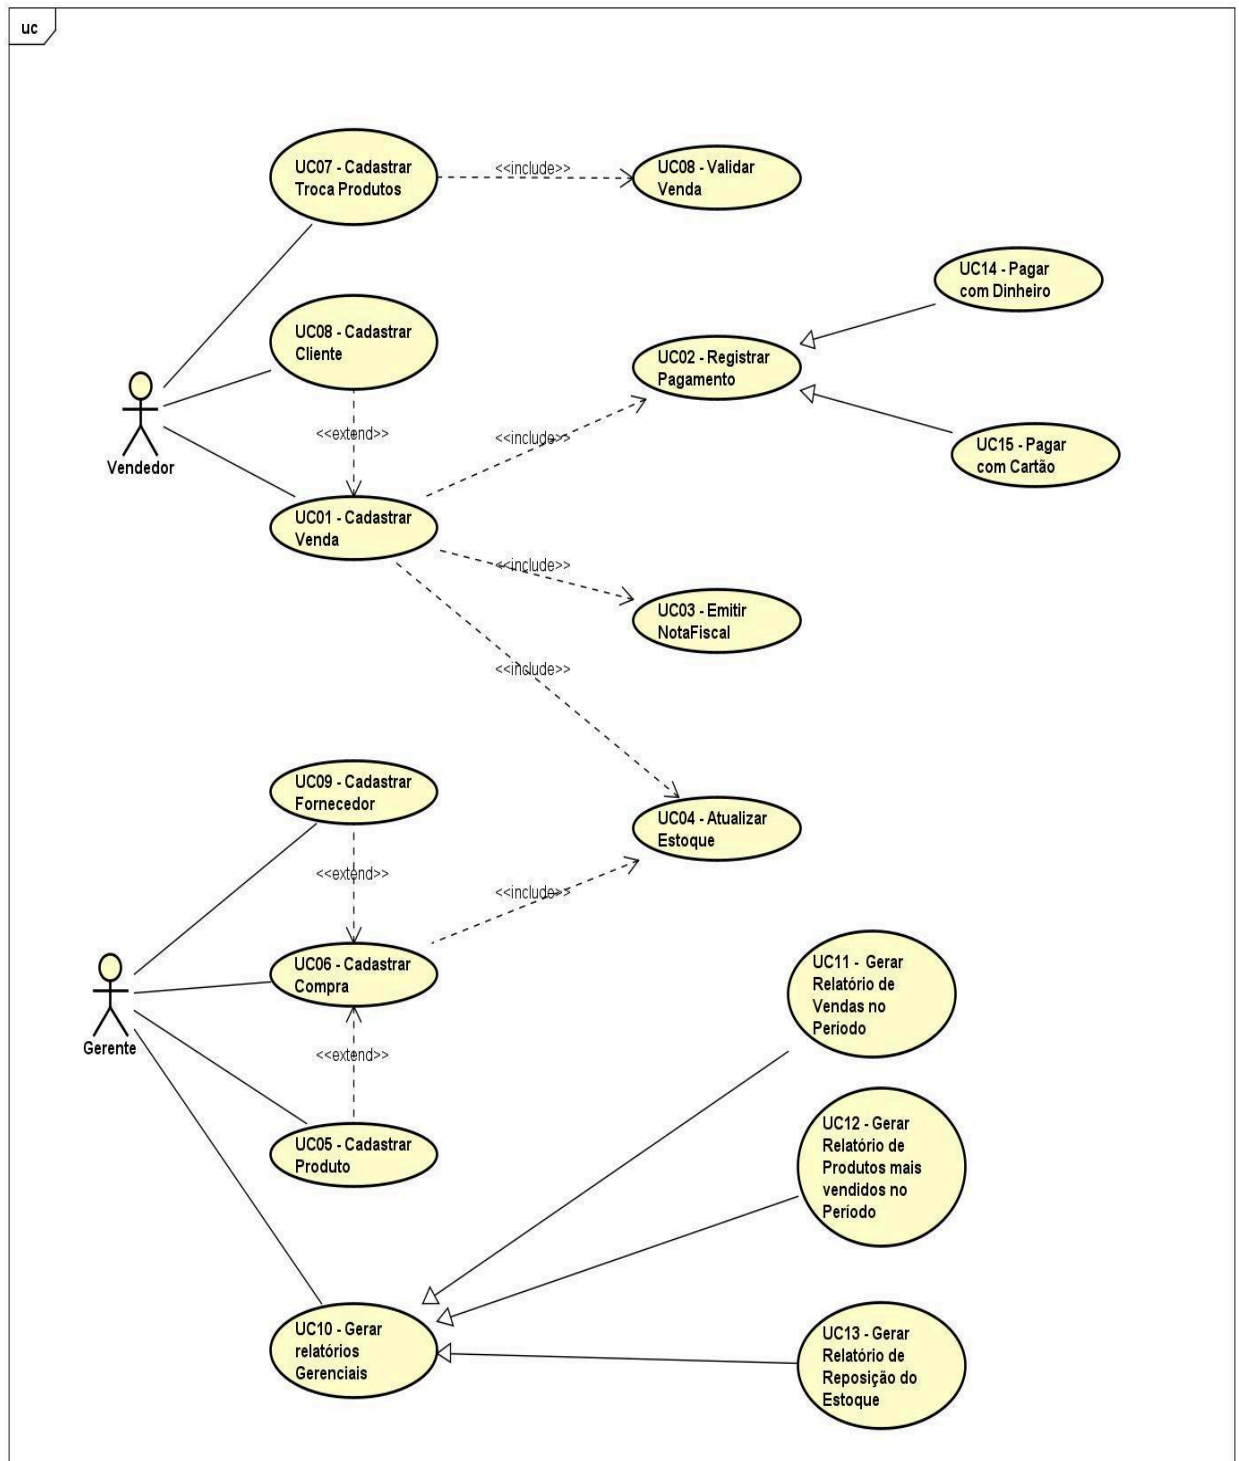 uc
UC07 - Cadastrar
Troca Produtos
<<include>>
UC08 - Validar
Venda
UC14 - Pagar
com Dinheiro
UC08 - Cadastrar
Cliente
UC02 - Registrar
Pagamento
<<extend>>
<<include>>
UC15 - Pagar
com Cartão
Vendedor
UC01 - Cadastrar
Venda
<<include>>
UC03 - Emitir
NotaFiscal
<<include>>
UC09 - Cadastrar
Fornecedor
UC04 - Atualizar
Estoque
<<extend>>
<<include>>
UC06 - Cadastrar
Compra
UC11 - Gerar
Relatório de
Vendas no
Período
Gerente
<<extend>>
UC05 - Cadastrar
Produto
UC12 - Gerar
Relatório de
Produtos mais
vendidos no
Período
UC10 - Gerar
relatórios
Gerenciais
UC13 - Gerar
Relatório de
Reposição do
Estoque